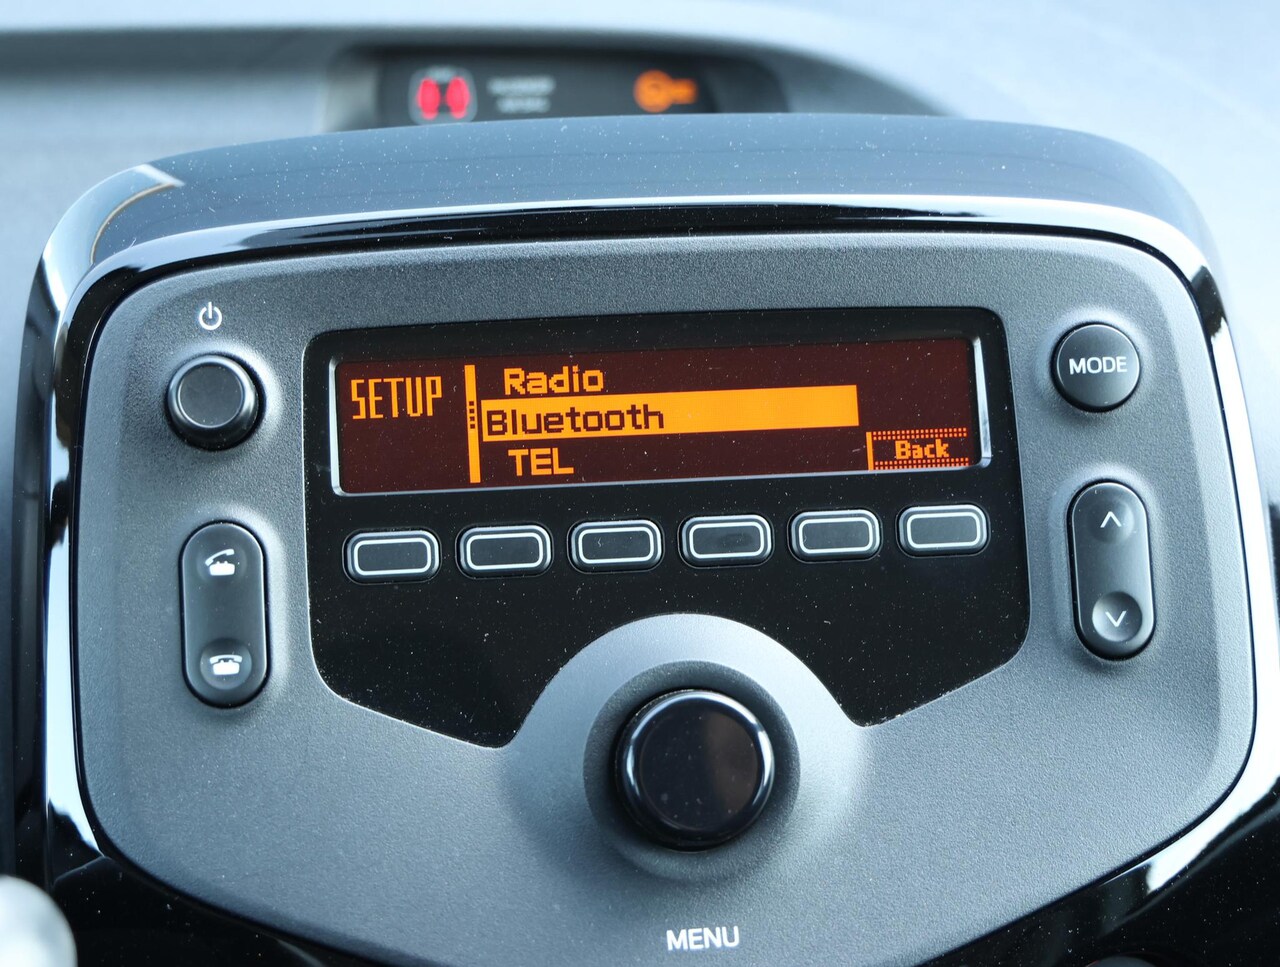 SETUP
Radio
Bluetooth
TEL
Back
MODE
MENU